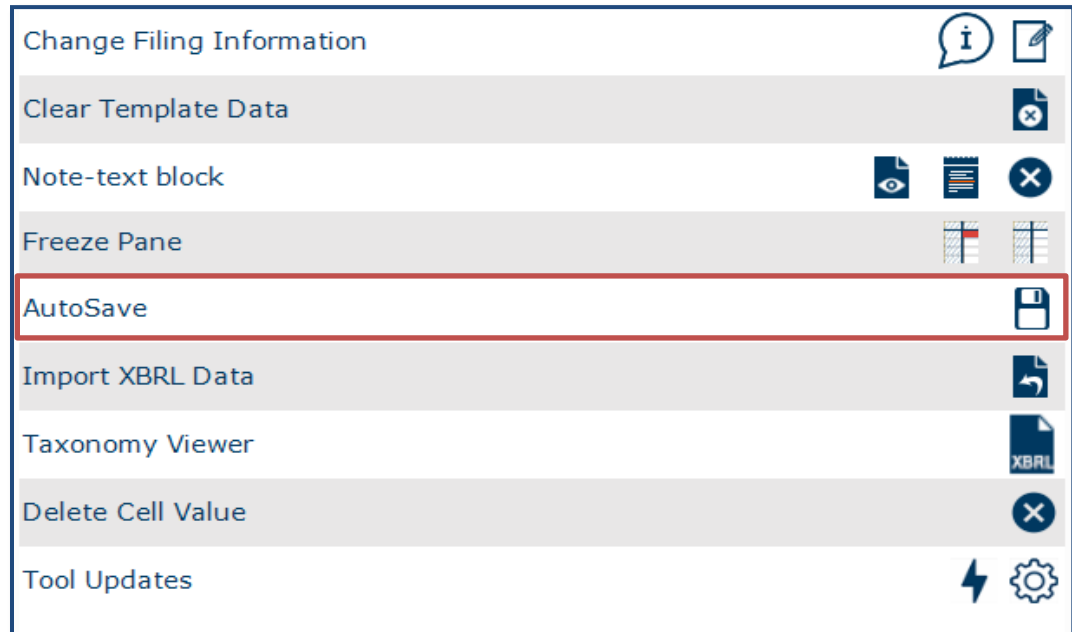 Change Filing Information
Clear Template Data
Note-text block
Freeze Pane
AutoSave
Import XBRL Data
Taxonomy Viewer
XBRL
Delete Cell Value
Tool Updates